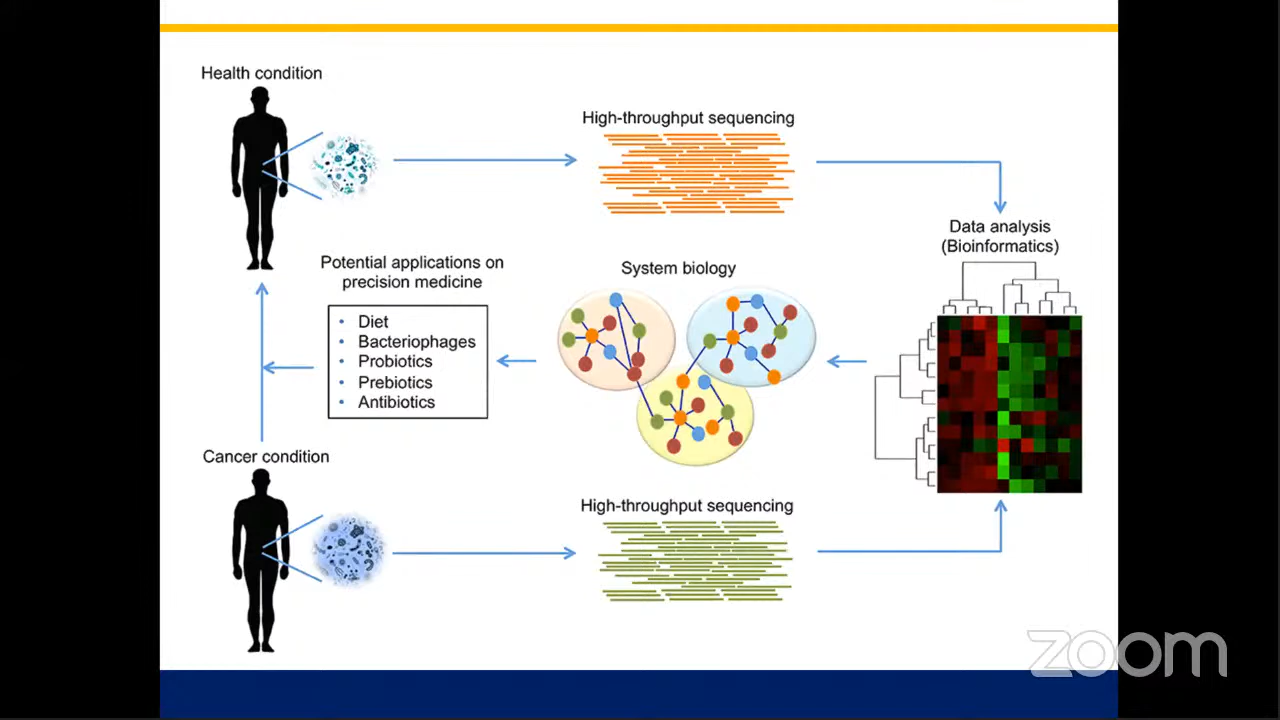 Health condition
High-throughput sequencing
Data analysis
(Bioinformatics)
Potential applications on
precision medicine
• Diet
• Bacteriophages
• Probiotics
• Prebiotics
• Antibiotics
System biology
Cancer condition
High-throughput sequencing
zoom